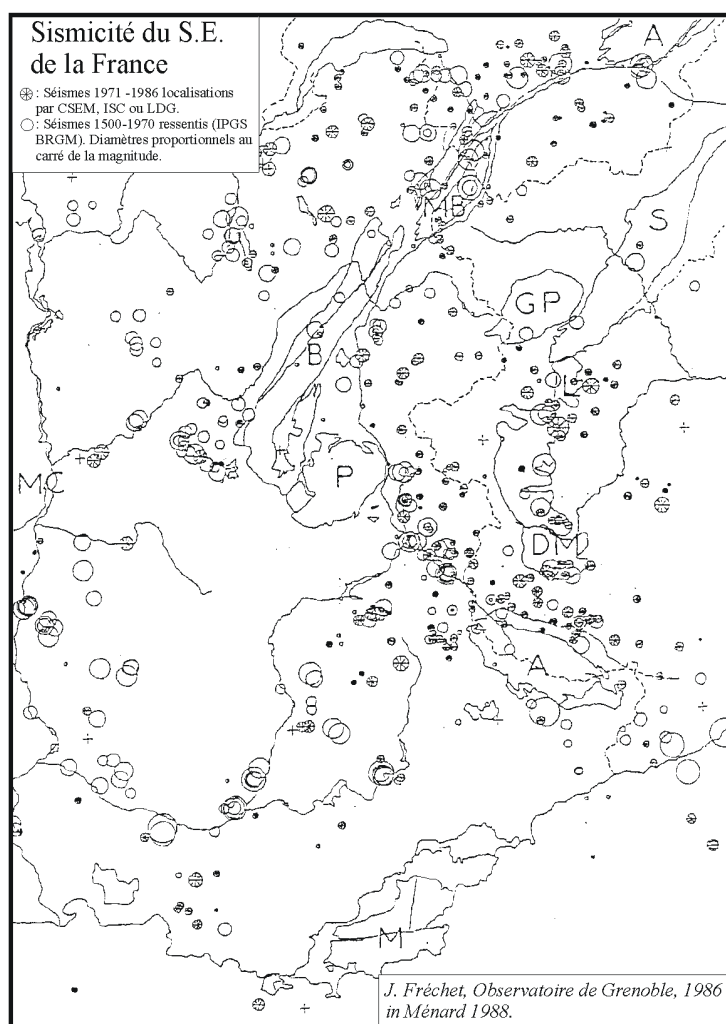 Sismicité du S.E.
de la France
: Séismes 1971 -1986 localisations
par CSEM, ISC ou LDG.
: Séismes 1500-1970 ressentis (IPGS
BRGM). Diamètres proportionnels au
carré de la magnitude.
A
MB
S
GP
B
L
P
MC
DM
A
M
J. Fréchet, Observatoire de Grenoble, 1986
in Ménard 1988.